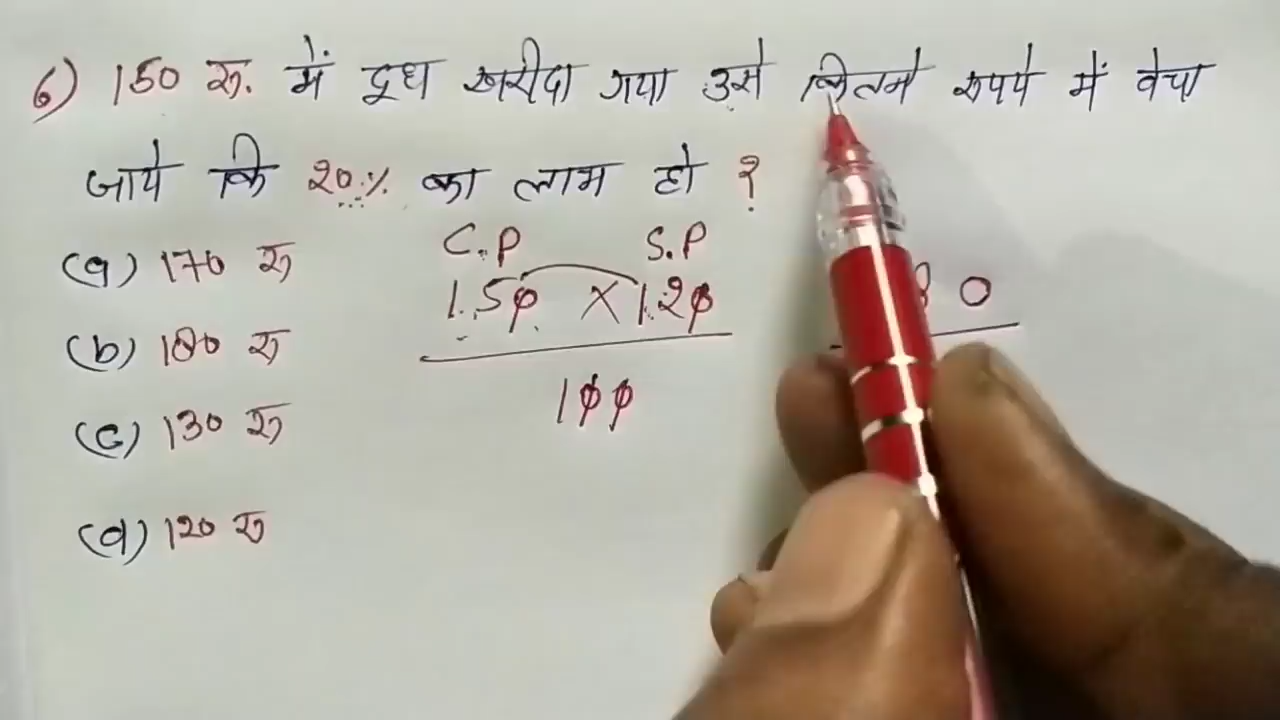 6) 150 रु. में दूध खरीदा गया उसे कितने रुपये में बेचा
जाये कि 20% का लाभ हो ?
(a) 170 रु
(b) 180 रु
(c) 130 रु
(d) 120 रु
C.P S.P
150 × 120
100